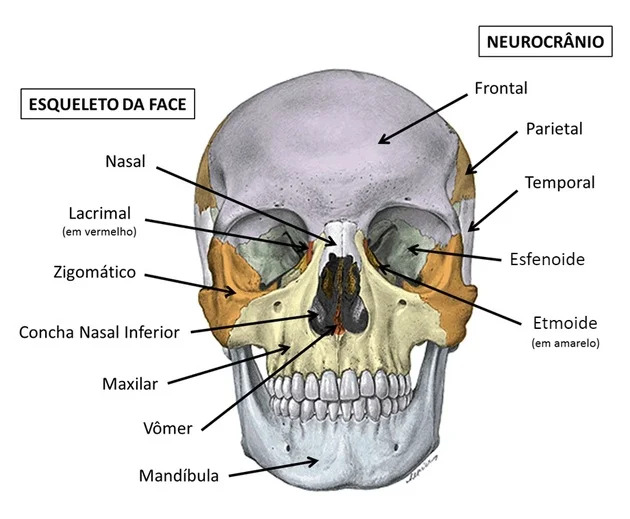 NEUROCRÂNIO
Frontal
ESQUELETO DA FACE
Parietal
Nasal
Temporal
Lacrimal
(em vermelho)
Esfenoide
Zigomático
Concha Nasal Inferior
Etmoide
(em amarelo)
Maxilar
Vômer
Mandíbula